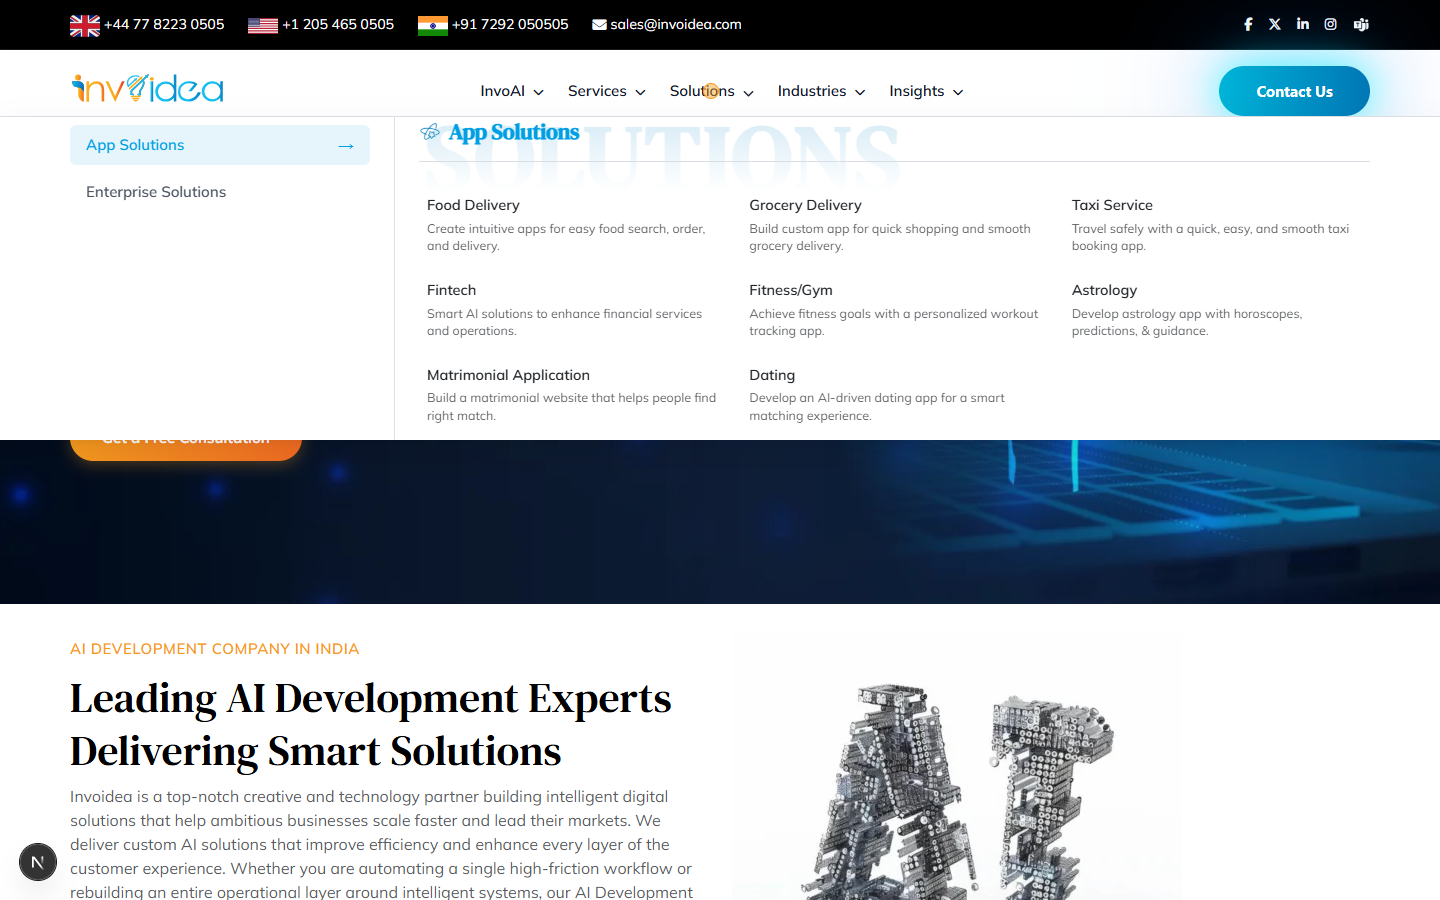 +44 77 8223 0505 +1 205 465 0505 +91 7292 050505 sales@invoidea.com
invoidea InvoAI Services Solutions Industries Insights Contact Us
App Solutions →
Enterprise Solutions
SOLUTIONS
App Solutions
Food Delivery
Create intuitive apps for easy food search, order,
and delivery.
Grocery Delivery
Build custom app for quick shopping and smooth
grocery delivery.
Taxi Service
Travel safely with a quick, easy, and smooth taxi
booking app.
Fintech
Smart AI solutions to enhance financial services
and operations.
Fitness/Gym
Achieve fitness goals with a personalized workout
tracking app.
Astrology
Develop astrology app with horoscopes,
predictions, & guidance.
Matrimonial Application
Build a matrimonial website that helps people find
right match.
Dating
Develop an AI-driven dating app for a smart
matching experience.
Get a Free Consultation
AI DEVELOPMENT COMPANY IN INDIA
Leading AI Development Experts
Delivering Smart Solutions
Invoidea is a top-notch creative and technology partner building intelligent digital
solutions that help ambitious businesses scale faster and lead their markets. We
deliver custom AI solutions that improve efficiency and enhance every layer of the
customer experience. Whether you are automating a single high-friction workflow or
rebuilding an entire operational layer around intelligent systems, our AI Development
N